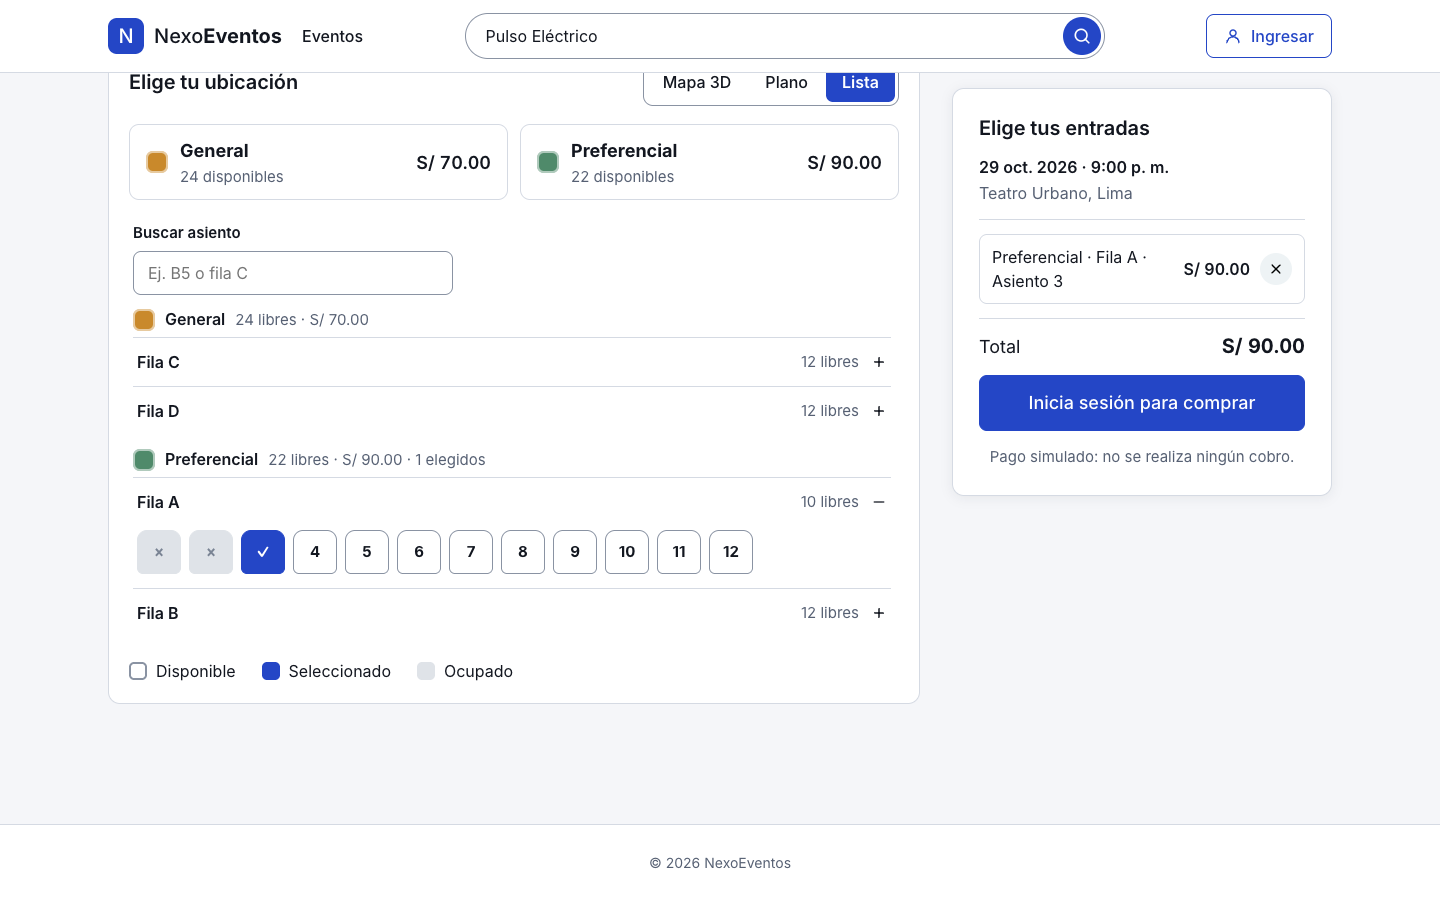 N NexoEventos Eventos Pulso Eléctrico Ingresar
Elige tu ubicación Mapa 3D Plano Lista
General
24 disponibles
S/ 70.00
Preferencial
22 disponibles
S/ 90.00
Buscar asiento
Ej. B5 o fila C
General 24 libres · S/ 70.00
Fila C 12 libres +
Fila D 12 libres +
Preferencial 22 libres · S/ 90.00 · 1 elegidos
Fila A 10 libres −
× × ✓ 4 5 6 7 8 9 10 11 12
Fila B 12 libres +
Disponible Seleccionado Ocupado
Elige tus entradas
29 oct. 2026 · 9:00 p. m.
Teatro Urbano, Lima
Preferencial · Fila A ·
Asiento 3
S/ 90.00 ×
Total S/ 90.00
Inicia sesión para comprar
Pago simulado: no se realiza ningún cobro.
© 2026 NexoEventos